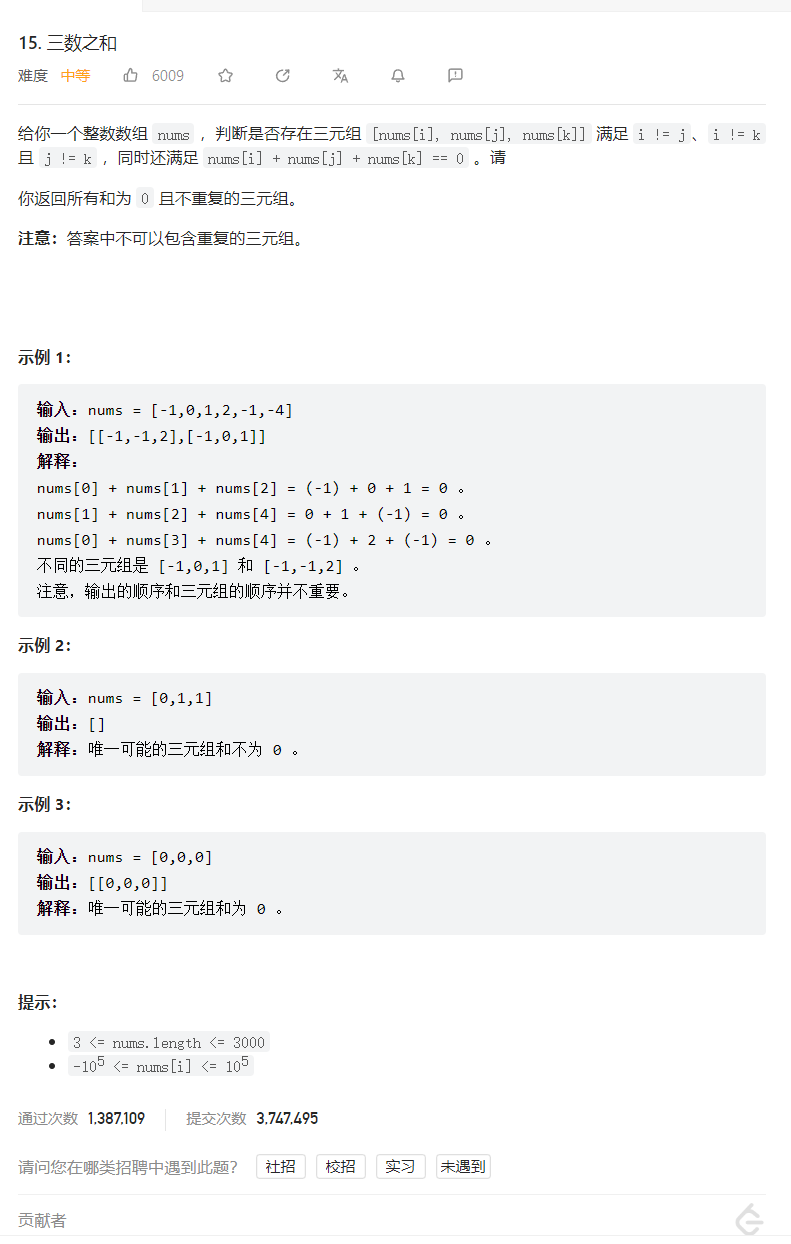 15. 三数之和
难度 中等 6009
给你一个整数数组 nums ，判断是否存在三元组 [nums[i], nums[j], nums[k]] 满足 i != j、i != k
且 j != k ，同时还满足 nums[i] + nums[j] + nums[k] == 0 。请
你返回所有和为 0 且不重复的三元组。
注意：答案中不可以包含重复的三元组。
示例 1：
输入：nums = [-1,0,1,2,-1,-4]
输出：[[-1,-1,2],[-1,0,1]]
解释：
nums[0] + nums[1] + nums[2] = (-1) + 0 + 1 = 0 。
nums[1] + nums[2] + nums[4] = 0 + 1 + (-1) = 0 。
nums[0] + nums[3] + nums[4] = (-1) + 2 + (-1) = 0 。
不同的三元组是 [-1,0,1] 和 [-1,-1,2] 。
注意，输出的顺序和三元组的顺序并不重要。
示例 2：
输入：nums = [0,1,1]
输出：[]
解释：唯一可能的三元组和不为 0 。
示例 3：
输入：nums = [0,0,0]
输出：[[0,0,0]]
解释：唯一可能的三元组和为 0 。
提示：
• 3 <= nums.length <= 3000
• -10⁵ <= nums[i] <= 10⁵
通过次数 1,387,109 提交次数 3,747,495
请问您在哪类招聘中遇到此题？ 社招 校招 实习 未遇到
贡献者